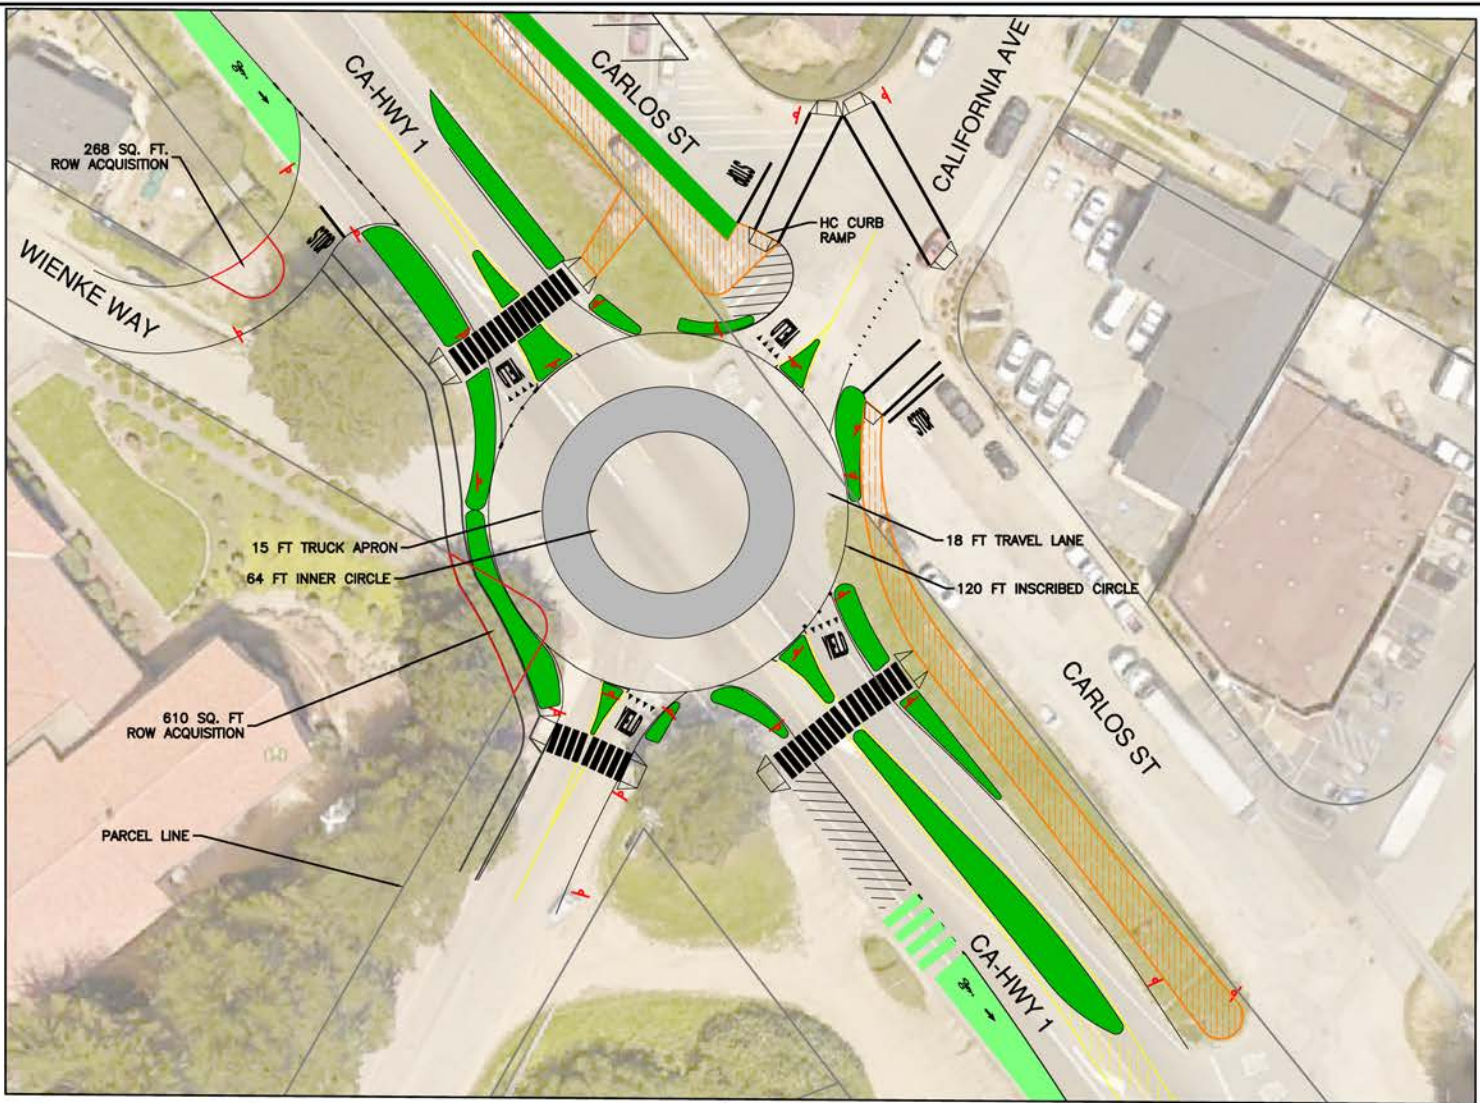 CA-HWY 1
CARLOS ST
CALIFORNIA AVE
268 SQ. FT.
ROW ACQUISITION
STOP
HC CURB
RAMP
STOP
WIENKE WAY
YIELD
YIELD
STOP
15 FT TRUCK APRON
18 FT TRAVEL LANE
64 FT INNER CIRCLE
120 FT INSCRIBED CIRCLE
YIELD
CARLOS ST
610 SQ. FT
ROW ACQUISITION
YIELD
PARCEL LINE
CA-HWY 1